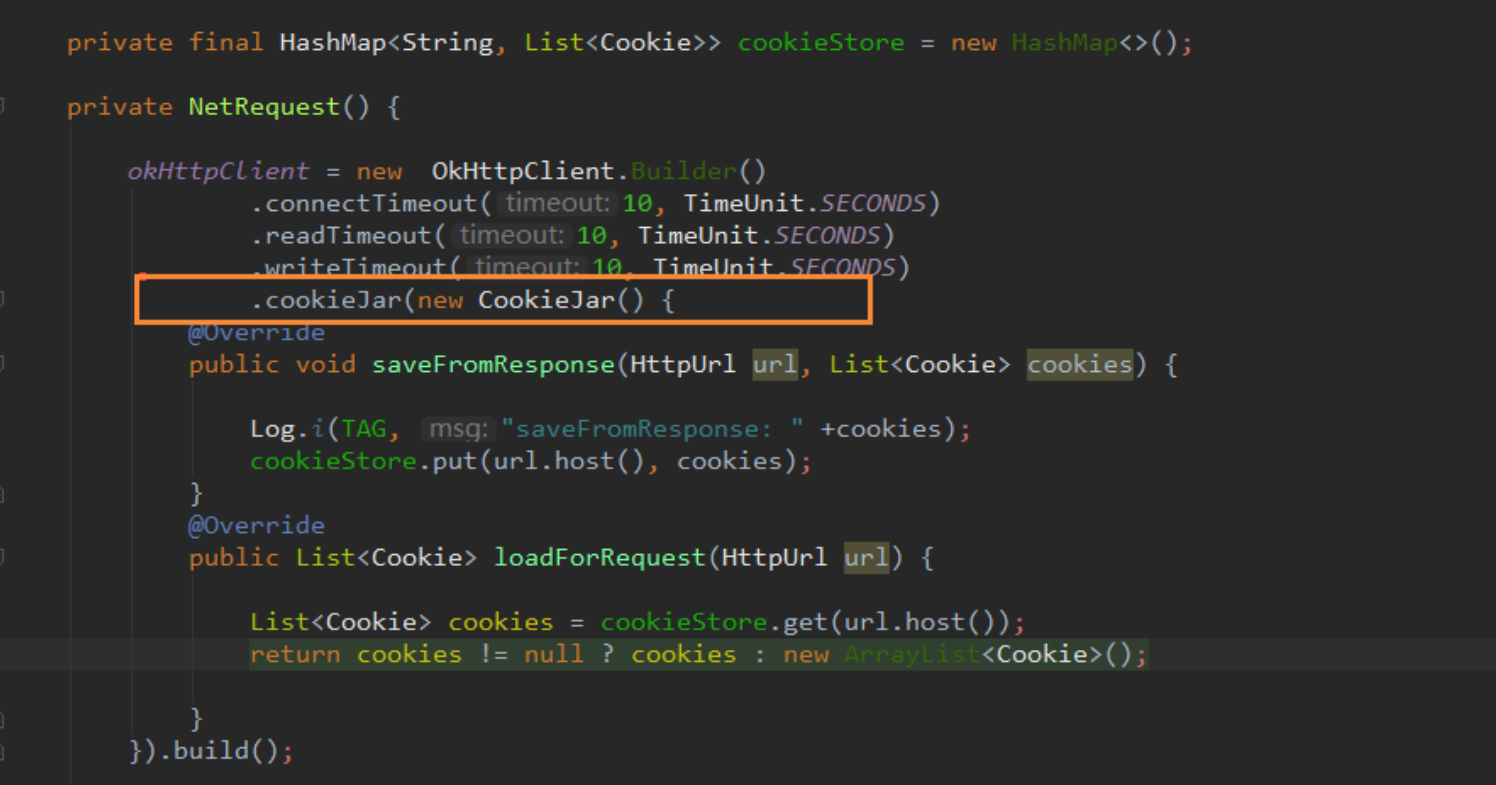 private final HashMap<String, List<Cookie>> cookieStore = new HashMap<>();
private NetRequest() {
okHttpClient = new  OkHttpClient.Builder()
.connectTimeout( timeout: 10, TimeUnit.SECONDS)
.readTimeout( timeout: 10, TimeUnit.SECONDS)
.writeTimeout( timeout: 10, TimeUnit.SECONDS)
.cookieJar(new CookieJar() {
@Override
public void saveFromResponse(HttpUrl url, List<Cookie> cookies) {
Log.i(TAG, msg: "saveFromResponse: " +cookies);
cookieStore.put(url.host(), cookies);
}
@Override
public List<Cookie> loadForRequest(HttpUrl url) {
List<Cookie> cookies = cookieStore.get(url.host());
return cookies != null ? cookies : new ArrayList<Cookie>();
}
}).build();